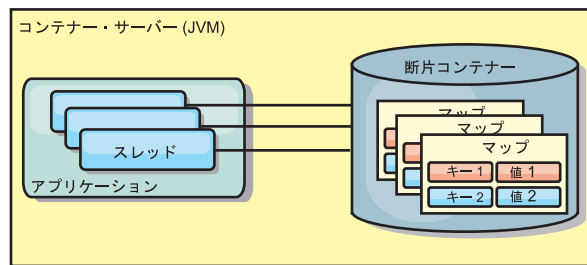 コンテナー・サーバー (JVM)
断片コンテナー
マップ
マップ
マップ
スレッド
キー 1
値 1
キー 2
値 2
アプリケーション